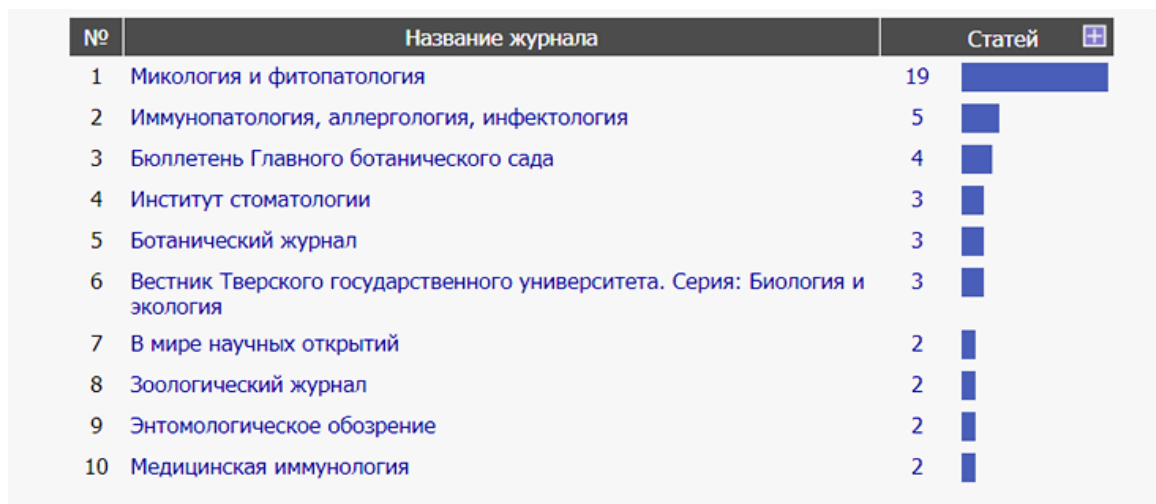 № Название журнала Статей
1 Микология и фитопатология 19
2 Иммунопатология, аллергология, инфектология 5
3 Бюллетень Главного ботанического сада 4
4 Институт стоматологии 3
5 Ботанический журнал 3
6 Вестник Тверского государственного университета. Серия: Биология и 3
экология
7 В мире научных открытий 2
8 Зоологический журнал 2
9 Энтомологическое обозрение 2
10 Медицинская иммунология 2